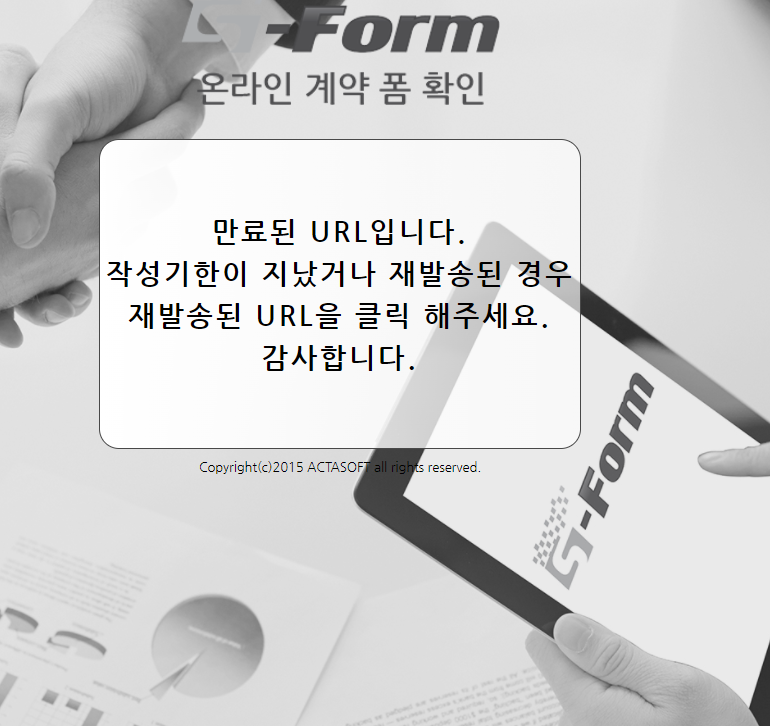 G-Form
온라인 계약 폼 확인
만료된 URL입니다.
작성기한이 지났거나 재발송된 경우
재발송된 URL을 클릭 해주세요.
감사합니다.
Copyright(c)2015 ACTASOFT all rights reserved.
G-Form